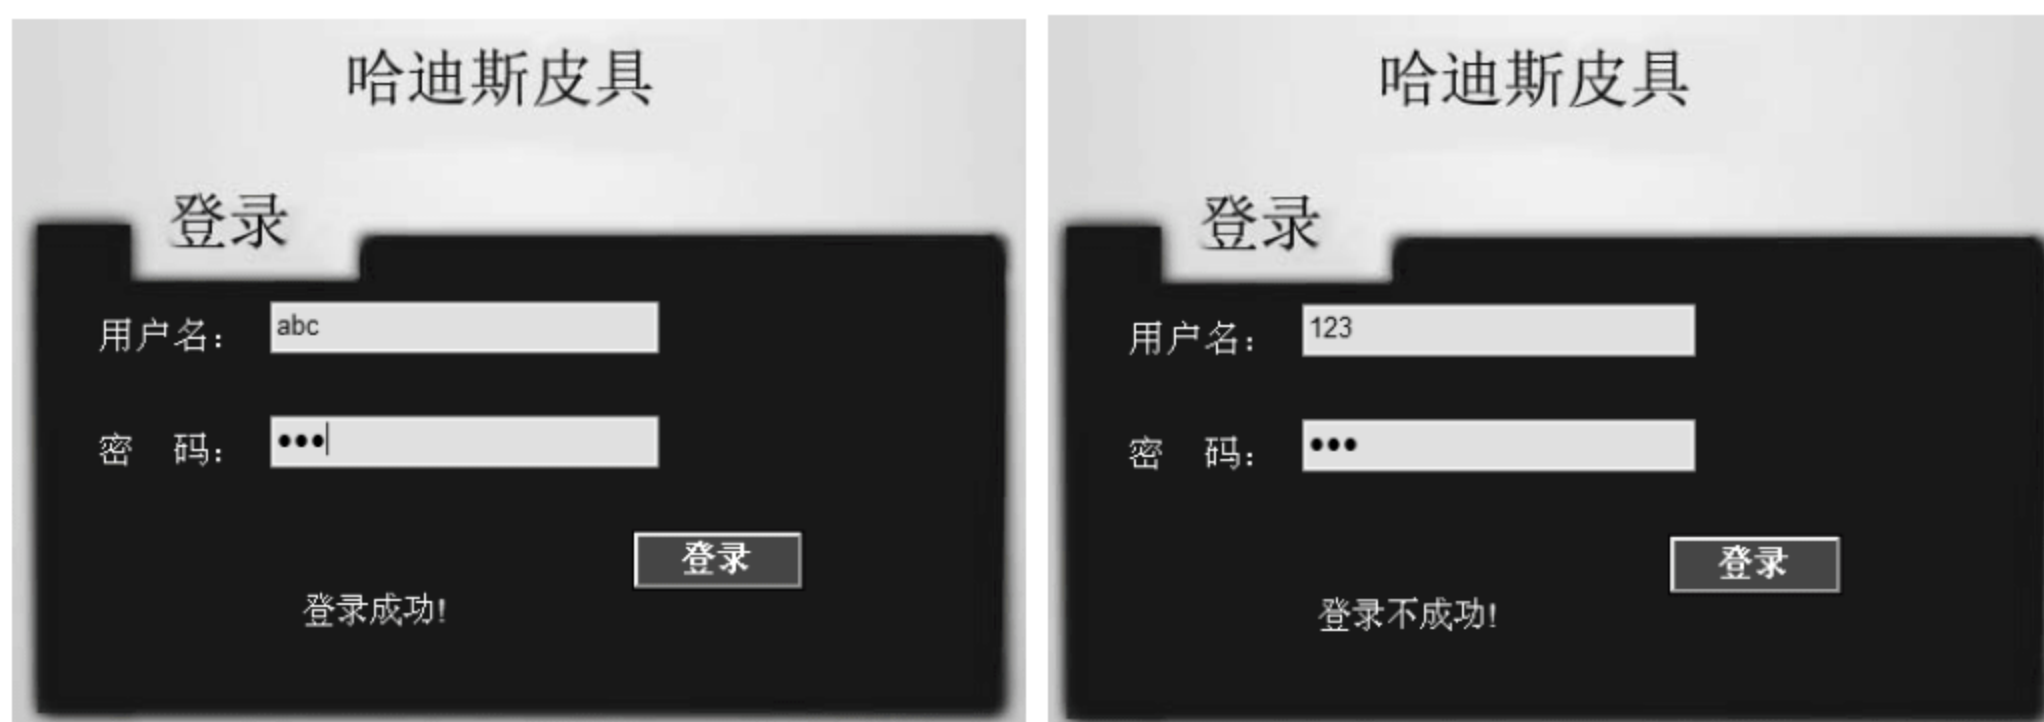 哈迪斯皮具
登录
用户名: abc
密 码: •••
登录
登录成功!
哈迪斯皮具
登录
用户名: 123
密 码: •••
登录
登录不成功!